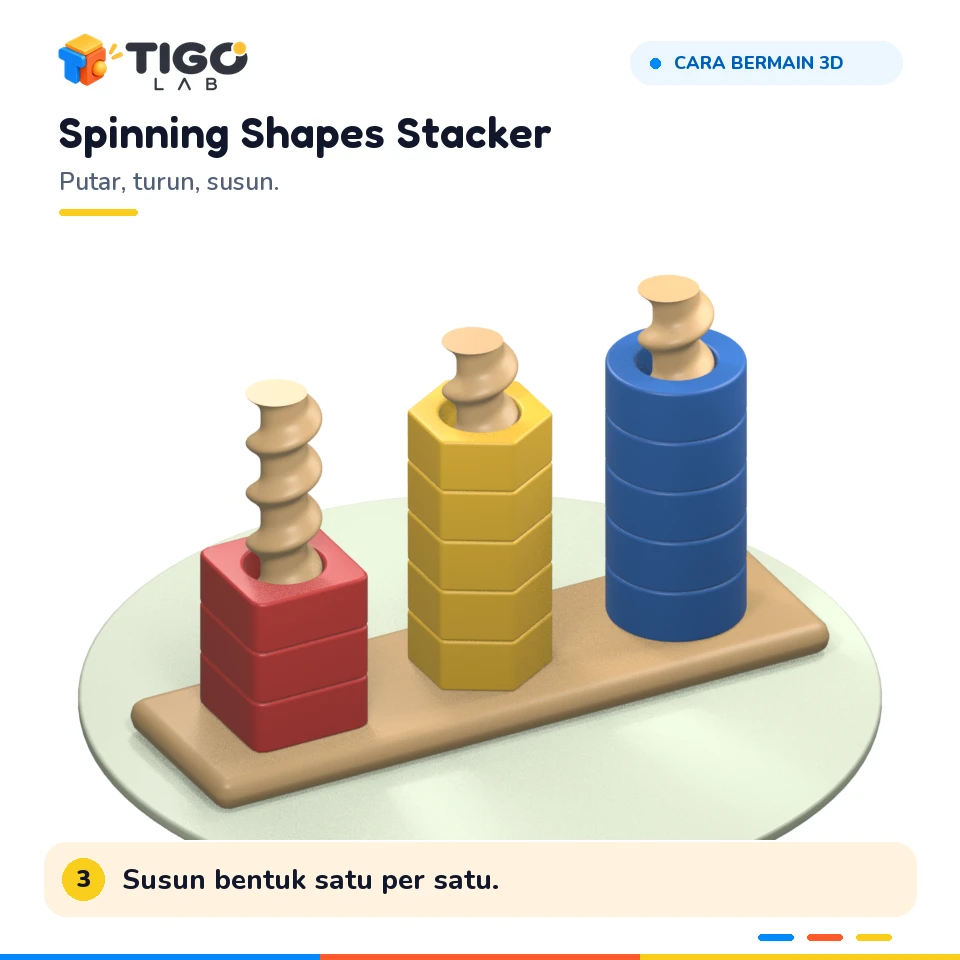 TIGO
LAB
CARA BERMAIN 3D
Spinning Shapes Stacker
Putar, turun, susun.
3
Susun bentuk satu per satu.